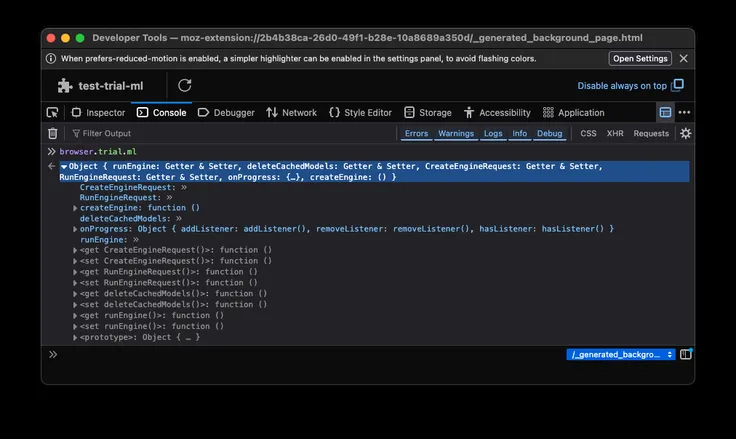 Developer Tools — moz-extension://2b4b38ca-26d0-49f1-b28e-10a8689a350d/_generated_background_page.html
When prefers-reduced-motion is enabled, a simpler highlighter can be enabled in the settings panel, to avoid flashing colors. Open Settings
test-trial-ml Disable always on top
Inspector Console Debugger Network {} Style Editor Storage Accessibility Application
Filter Output Errors Warnings Logs Info Debug CSS XHR Requests
browser.trial.ml
Object { runEngine: Getter & Setter, deleteCachedModels: Getter & Setter, CreateEngineRequest: Getter & Setter,
RunEngineRequest: Getter & Setter, onProgress: {…}, createEngine: () }
CreateEngineRequest: »
RunEngineRequest: »
createEngine: function ()
deleteCachedModels: »
onProgress: Object { addListener: addListener(), removeListener: removeListener(), hasListener: hasListener() }
runEngine: »
<get CreateEngineRequest()>: function ()
<set CreateEngineRequest()>: function ()
<get RunEngineRequest()>: function ()
<set RunEngineRequest()>: function ()
<get deleteCachedModels()>: function ()
<set deleteCachedModels()>: function ()
<get runEngine()>: function ()
<set runEngine()>: function ()
<prototype>: Object { … }
/_generated_backgro…